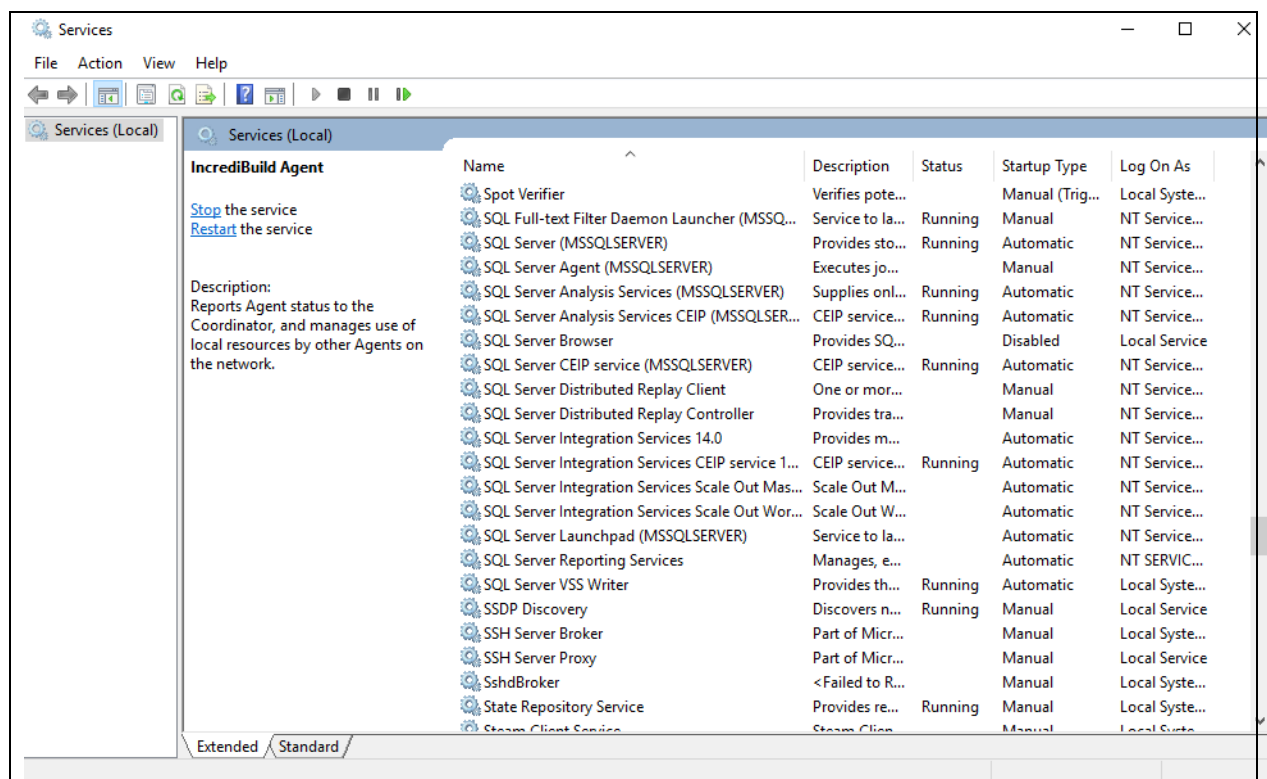 Services
File Action View Help
Services (Local)
Services (Local)
IncrediBuild Agent
Stop the service
Restart the service
Description:
Reports Agent status to the
Coordinator, and manages use of
local resources by other Agents on
the network.
Name Description Status Startup Type Log On As
Spot Verifier Verifies pote... Manual (Trig... Local Syste...
SQL Full-text Filter Daemon Launcher (MSSQ... Service to la... Running Manual NT Service...
SQL Server (MSSQLSERVER) Provides sto... Running Automatic NT Service...
SQL Server Agent (MSSQLSERVER) Executes jo... Manual NT Service...
SQL Server Analysis Services (MSSQLSERVER) Supplies onl... Running Automatic NT Service...
SQL Server Analysis Services CEIP (MSSQLSER... CEIP service... Running Automatic NT Service...
SQL Server Browser Provides SQ... Disabled Local Service
SQL Server CEIP service (MSSQLSERVER) CEIP service... Running Automatic NT Service...
SQL Server Distributed Replay Client One or mor... Manual NT Service...
SQL Server Distributed Replay Controller Provides tra... Manual NT Service...
SQL Server Integration Services 14.0 Provides m... Automatic NT Service...
SQL Server Integration Services CEIP service 1... CEIP service... Running Automatic NT Service...
SQL Server Integration Services Scale Out Mas... Scale Out M... Automatic NT Service...
SQL Server Integration Services Scale Out Wor... Scale Out W... Automatic NT Service...
SQL Server Launchpad (MSSQLSERVER) Service to la... Automatic NT Service...
SQL Server Reporting Services Manages, e... Automatic NT SERVIC...
SQL Server VSS Writer Provides th... Running Automatic Local Syste...
SSDP Discovery Discovers n... Running Manual Local Service
SSH Server Broker Part of Micr... Manual Local Syste...
SSH Server Proxy Part of Micr... Manual Local Service
SshdBroker <Failed to R... Manual Local Syste...
State Repository Service Provides re... Running Manual Local Syste...
Steam Client Service Steam Clien... Manual Local Syste...
Extended Standard